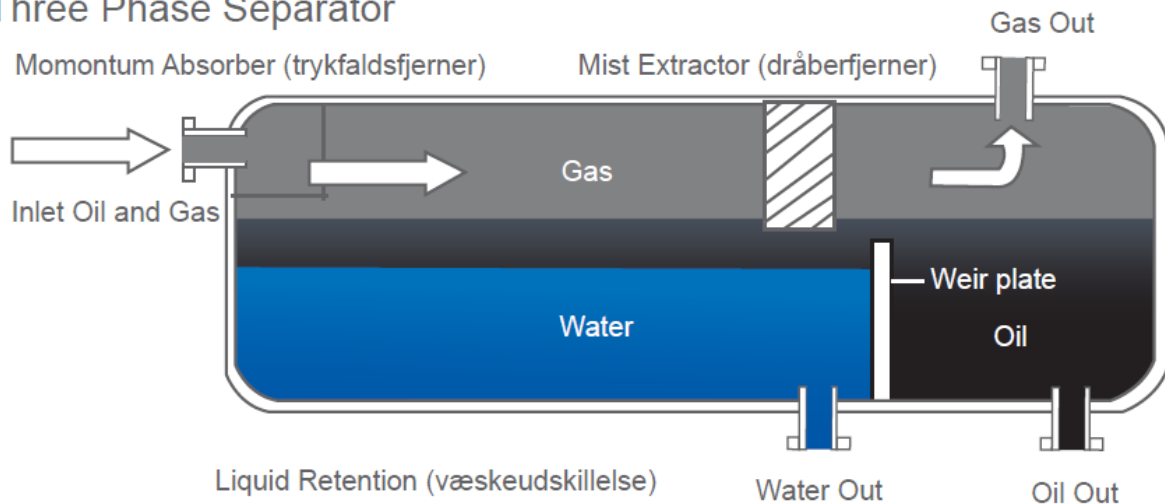 Three Phase Separator
Gas Out
Momontum Absorber (trykfaldsfjerner)
Mist Extractor (dråberfjerner)
Gas
Inlet Oil and Gas
Weir plate
Water
Oil
Liquid Retention (væskeudskillelse)
Water Out
Oil Out